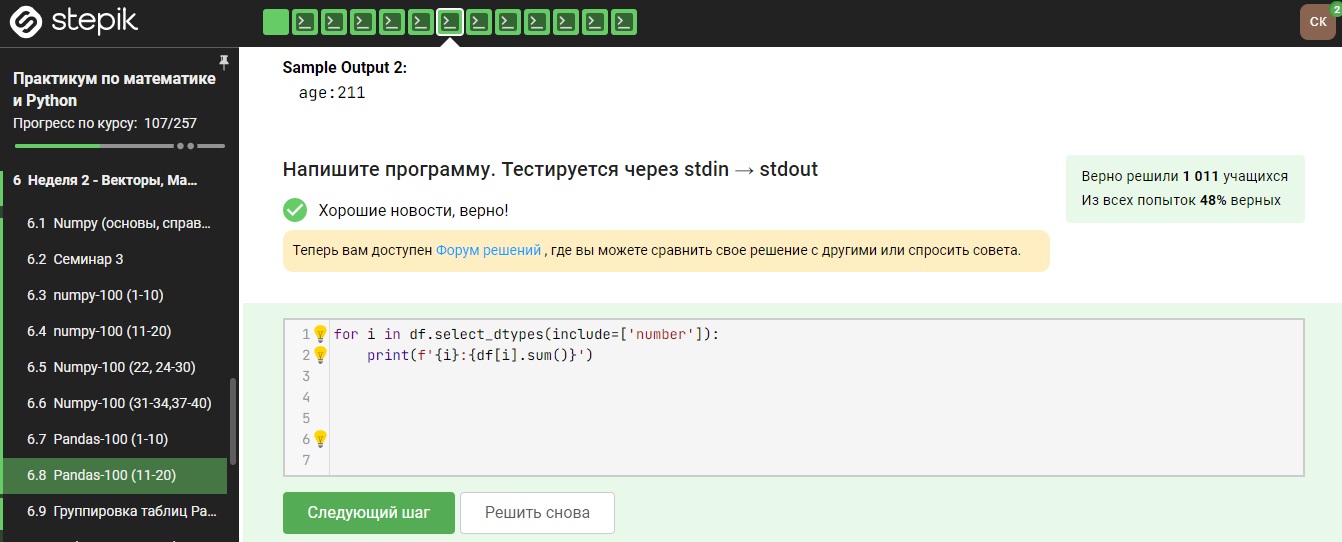 stepik
СК
2
Практикум по математике
и Python
Прогресс по курсу: 107/257
6 Неделя 2 - Векторы, Ма...
6.1 Numpy (основы, справ...
6.2 Семинар 3
6.3 numpy-100 (1-10)
6.4 numpy-100 (11-20)
6.5 Numpy-100 (22, 24-30)
6.6 Numpy-100 (31-34,37-40)
6.7 Pandas-100 (1-10)
6.8 Pandas-100 (11-20)
6.9 Группировка таблиц Pa...
Sample Output 2:
age:211
Напишите программу. Тестируется через stdin → stdout
Верно решили 1 011 учащихся
Из всех попыток 48% верных
Хорошие новости, верно!
Теперь вам доступен Форум решений , где вы можете сравнить свое решение с другими или спросить совета.
1 for i in df.select_dtypes(include=['number']):
2     print(f'{i}:{df[i].sum()}')
3
4
5
6
7
Следующий шаг
Решить снова